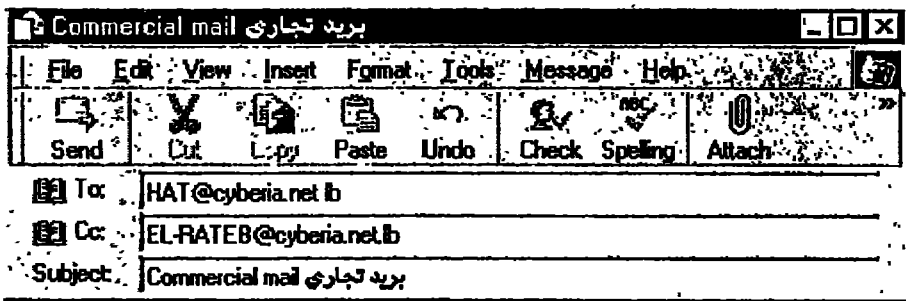 Commercial mail بريد تجاري
File Edit View Insert Format Tools Message Help
Send Cut Copy Paste Undo Check Spelling Attach »
To: HAT@cyberia.net.lb
Cc: EL-RATEB@cyberia.net.lb
Subject: Commercial mail بريد تجاري